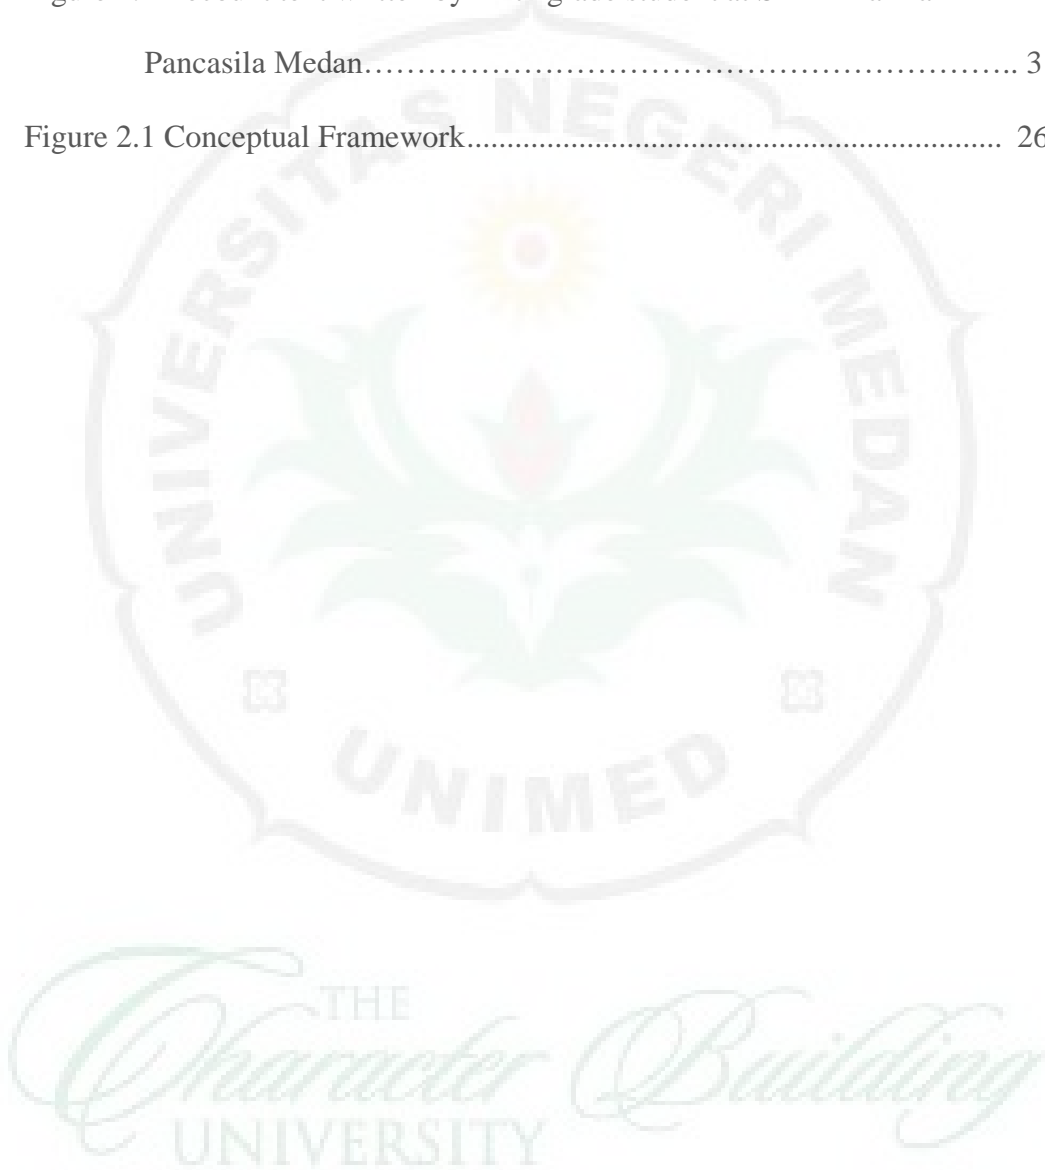 Pancasila Medan……………………………………………………………….. 3
Figure 2.1 Conceptual Framework................................................................... 26
UNIVERSITAS NEGERI MEDAN
UNIMED
THE
Character Building
UNIVERSITY